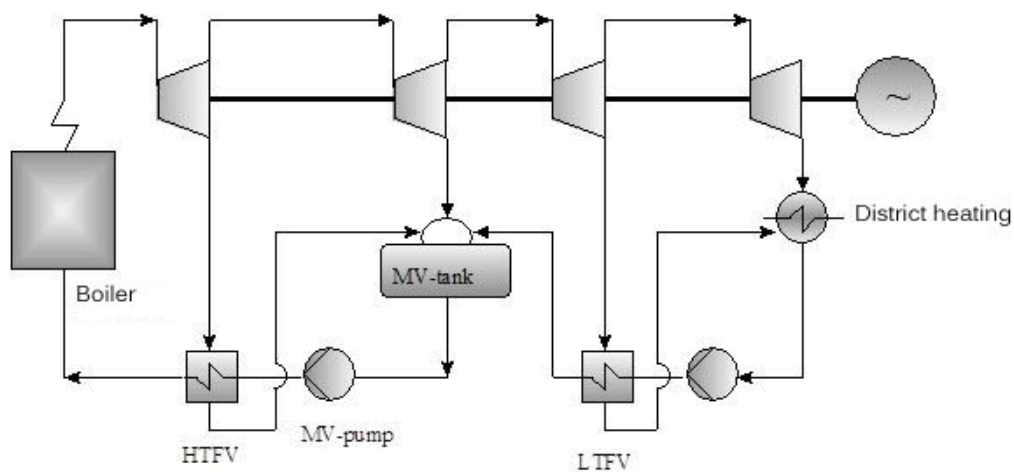 ~
District heating
MV-tank
Boiler
MV-pump
HTFV
LTFV